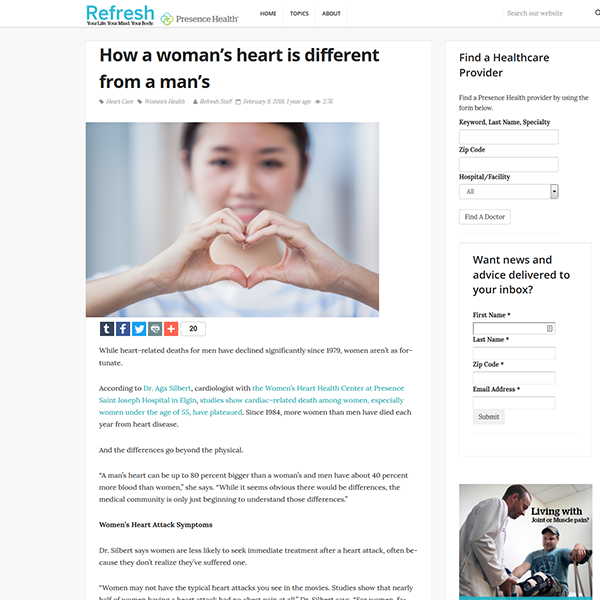 Refresh
Your Life. Your Mind. Your Body.
Presence Health®
HOME
TOPICS
ABOUT
Search our website
How a woman's heart is different
from a man's
Heart Care
Women's Health
Refresh Staff
February 9, 2018, 1 year ago
2.7K
20
While heart-related deaths for men have declined significantly since 1979, women aren't as for-
tunate.
According to Dr. Aga Silbert, cardiologist with the Women's Heart Health Center at Presence
Saint Joseph Hospital in Elgin, studies show cardiac-related death among women, especially
women under the age of 55, have plateaued. Since 1984, more women than men have died each
year from heart disease.
And the differences go beyond the physical.
“A man's heart can be up to 80 percent bigger than a woman's and men have about 40 percent
more blood than women,” she says. “While it seems obvious there would be differences, the
medical community is only just beginning to understand those differences.”
Women's Heart Attack Symptoms
Dr. Silbert says women are less likely to seek immediate treatment after a heart attack, often be-
cause they don't realize they've suffered one.
“Women may not have the typical heart attacks you see in the movies. Studies show that nearly
half of women having a heart attack had no chest pain at all,” Dr. Silbert says. “For women, fa-
Find a Healthcare
Provider
Find a Presence Health provider by using the
form below.
Keyword, Last Name, Specialty
Zip Code
Hospital/Facility
All
Find A Doctor
Want news and
advice delivered to
your inbox?
First Name *
Last Name *
Zip Code *
Email Address *
Submit
Living with
Joint or Muscle pain?